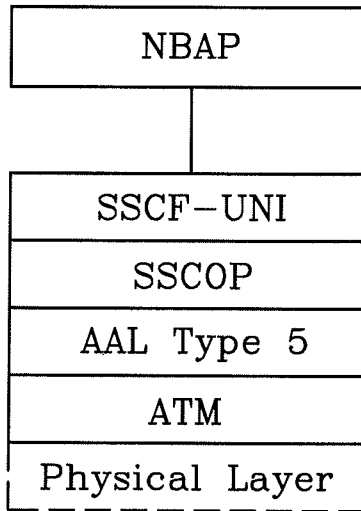 NBAP
SSCF-UNI
SSCOP
AAL Type 5
ATM
Physical Layer